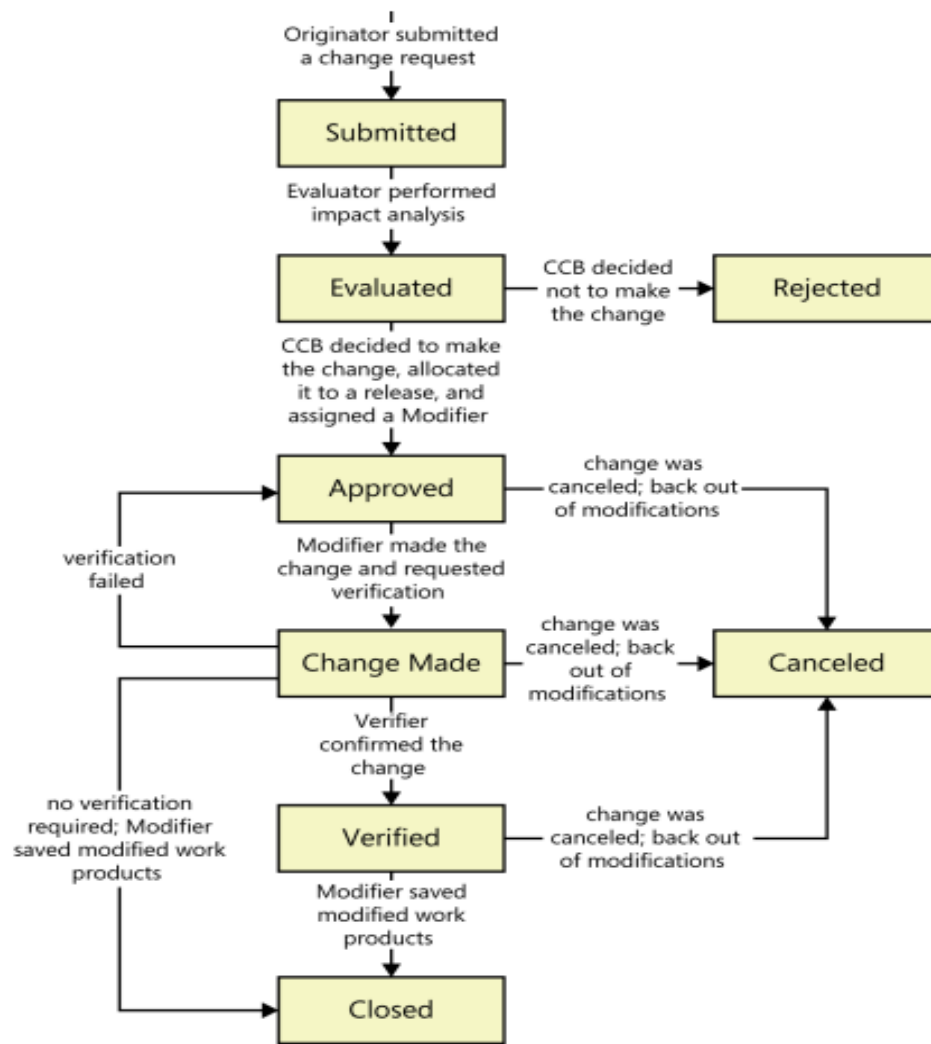 Originator submitted
a change request
Submitted
Evaluator performed
impact analysis
Evaluated
CCB decided
not to make
the change
Rejected
CCB decided to make
the change, allocated
it to a release, and
assigned a Modifier
Approved
change was
canceled; back out
of modifications
verification
failed
Modifier made the
change and requested
verification
Change Made
change was
canceled; back
out of
modifications
Canceled
Verifier
confirmed the
change
no verification
required; Modifier
saved modified work
products
Verified
change was
canceled; back out
of modifications
Modifier saved
modified work
products
Closed